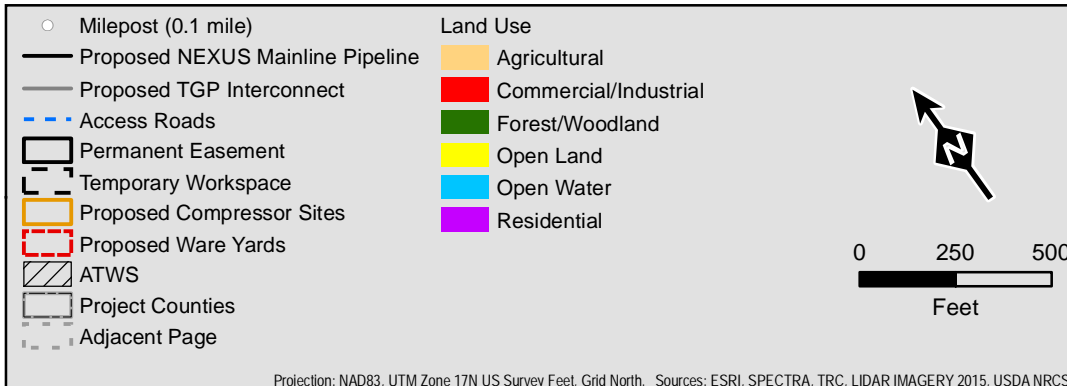 Milepost (0.1 mile)
Proposed NEXUS Mainline Pipeline
Proposed TGP Interconnect
Access Roads
Permanent Easement
Temporary Workspace
Proposed Compressor Sites
Proposed Ware Yards
ATWS
Project Counties
Adjacent Page
Land Use
Agricultural
Commercial/Industrial
Forest/Woodland
Open Land
Open Water
Residential
N
0 250 500
Feet
Projection: NAD83, UTM Zone 17N US Survey Feet, Grid North, Sources: ESRI, SPECTRA, TRC, LIDAR IMAGERY 2015, USDA NRCS